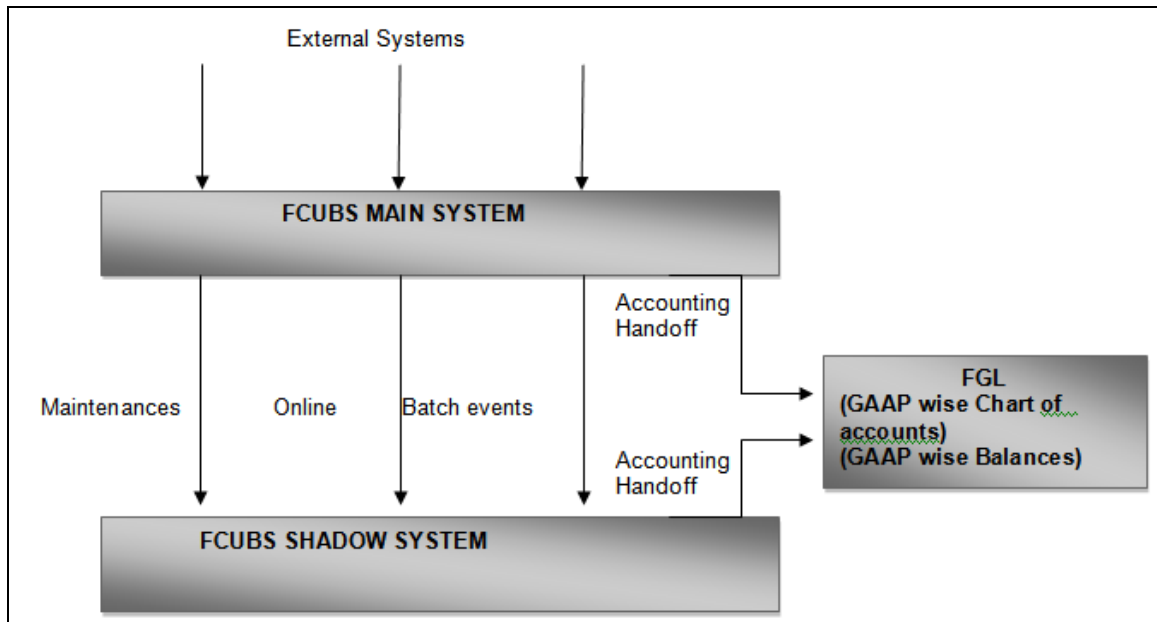 External Systems
FCUBS MAIN SYSTEM
Accounting
Handoff
Maintenances
Online
Batch events
FGL
(GAAP wise Chart of
accounts)
(GAAP wise Balances)
Accounting
Handoff
FCUBS SHADOW SYSTEM